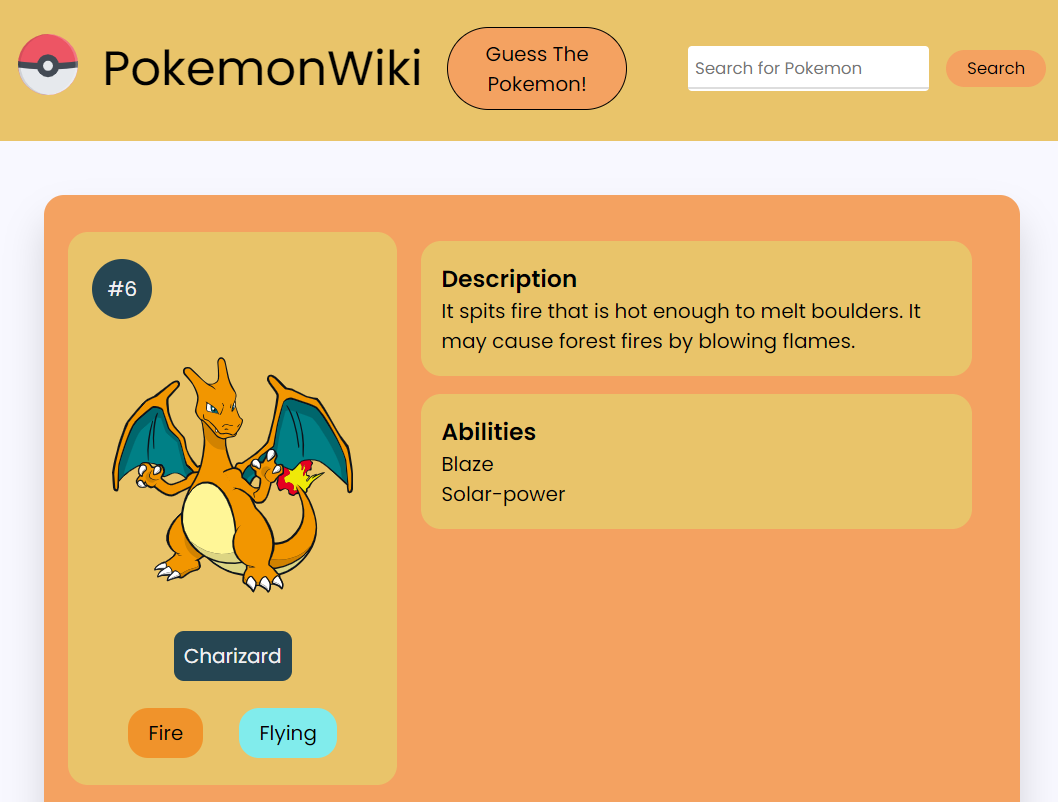 PokemonWiki
Guess The
Pokemon!
Search for Pokemon
Search
#6
Charizard
Fire
Flying
Description
It spits fire that is hot enough to melt boulders. It
may cause forest fires by blowing flames.
Abilities
Blaze
Solar-power